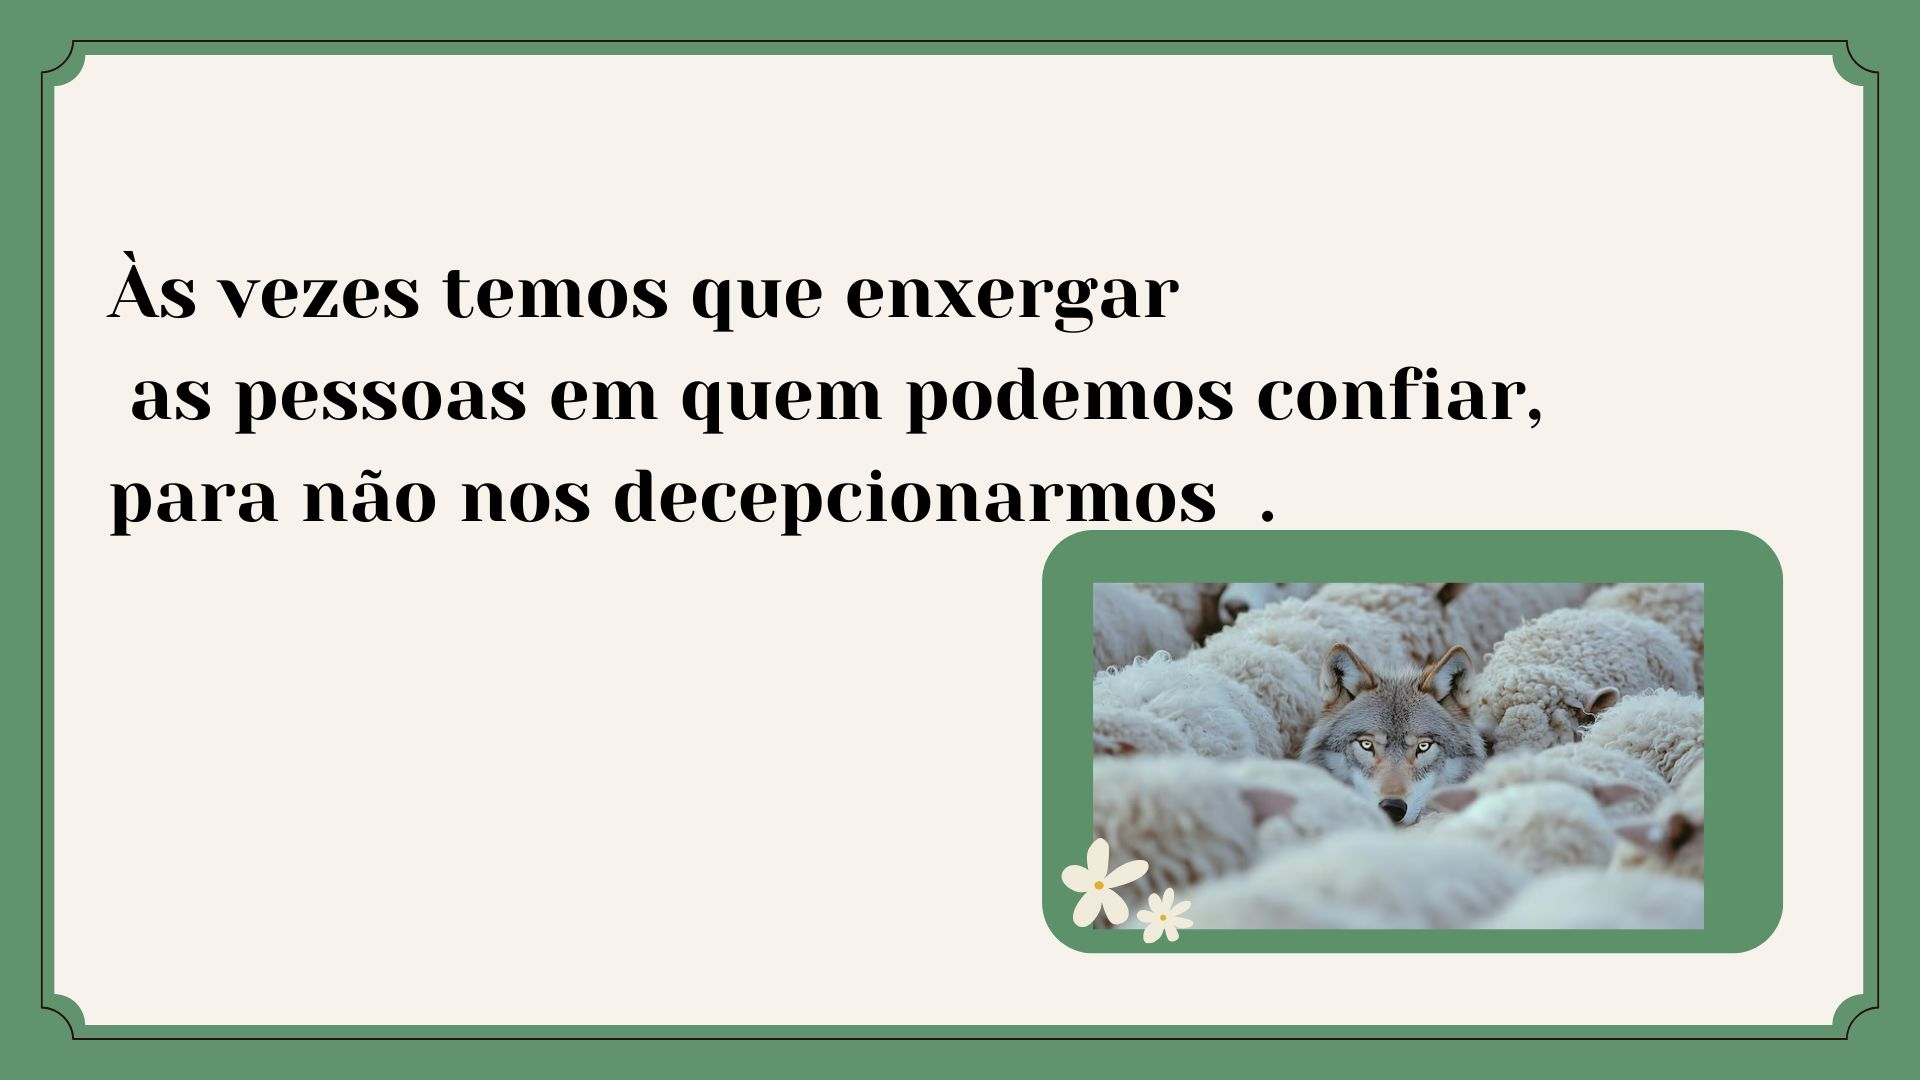 Às vezes temos que enxergar
as pessoas em quem podemos confiar,
para não nos decepcionarmos  .